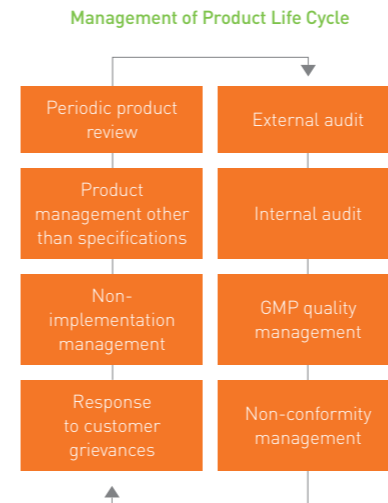 Management of Product Life Cycle
Periodic product
review
External audit
Product
management other
than specifications
Internal audit
Non-
implementation
management
GMP quality
management
Response
to customer
grievances
Non-conformity
management